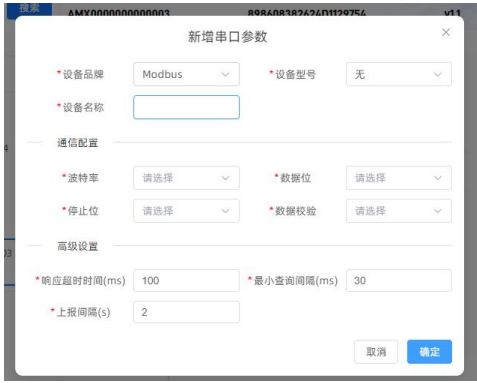 搜索 AMX0000000000003 898608382624D1129754 v1.1
新增串口参数
*设备品牌 Modbus *设备型号 无
*设备名称
通信配置
*波特率 请选择 *数据位 请选择
*停止位 请选择 *数据校验 请选择
高级设置
*响应超时时间(ms) 100 *最小查询间隔(ms) 30
*上报间隔(s) 2
取消 确定